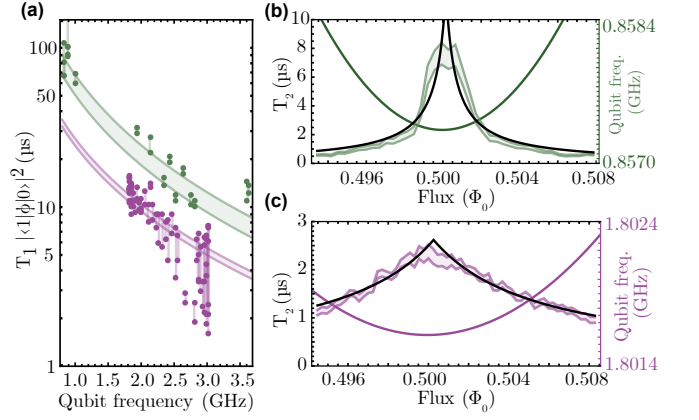 (a)
100
50
10
5
1
T₁ |⟨1|ϕ|0⟩|² (µs)
1.0 1.5 2.0 2.5 3.0 3.5
Qubit frequency (GHz)
(b)
10
8
6
4
2
0
T₂ (µs)
0.496 0.500 0.504 0.508
Flux (Φ₀)
0.8584
Qubit freq.
(GHz)
0.8570
(c)
3
2
1
0
T₂ (µs)
0.496 0.500 0.504 0.508
Flux (Φ₀)
1.8024
Qubit freq.
(GHz)
1.8014